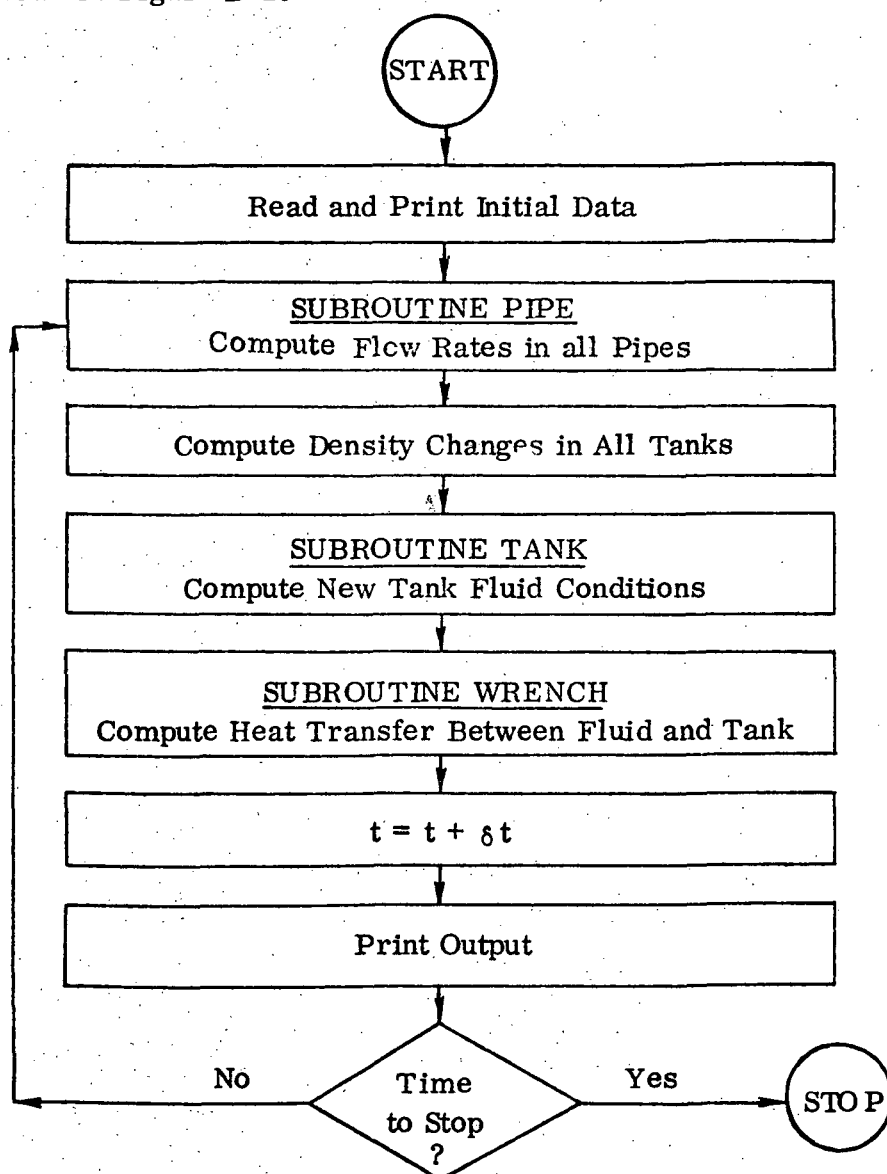 START
Read and Print Initial Data
SUBROUTINE PIPE
Compute Flow Rates in all Pipes
Compute Density Changes in All Tanks
SUBROUTINE TANK
Compute New Tank Fluid Conditions
SUBROUTINE WRENCH
Compute Heat Transfer Between Fluid and Tank
t = t + δt
Print Output
No
Time
to Stop
?
Yes
STOP